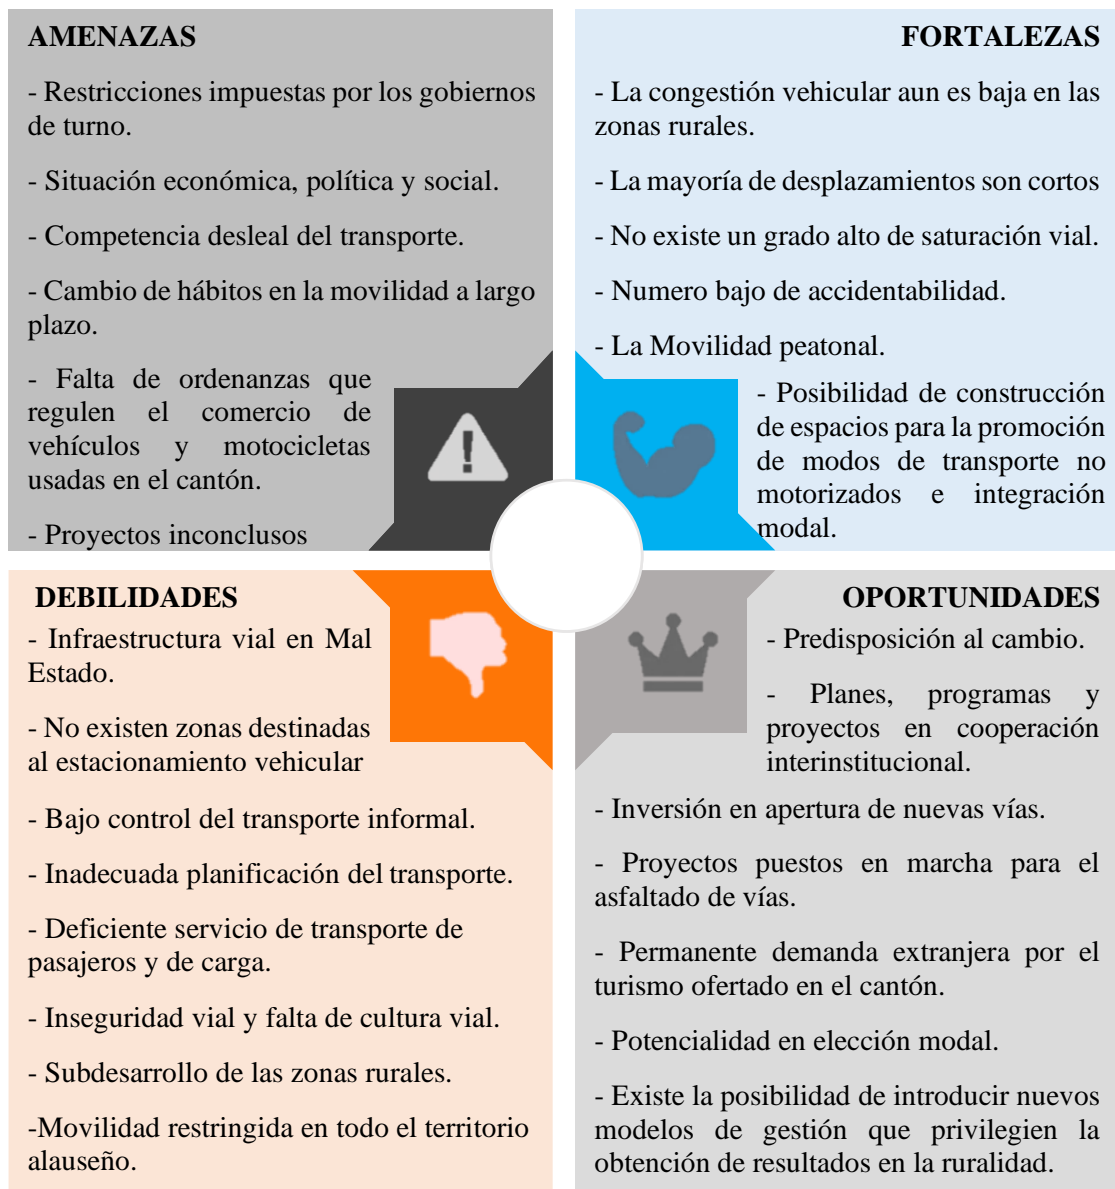 AMENAZAS
- Restricciones impuestas por los gobiernos
de turno.
- Situación económica, política y social.
- Competencia desleal del transporte.
- Cambio de hábitos en la movilidad a largo
plazo.
- Falta de ordenanzas que
regulen el comercio de
vehículos y motocicletas
usadas en el cantón.
- Proyectos inconclusos
FORTALEZAS
- La congestión vehicular aun es baja en las
zonas rurales.
- La mayoría de desplazamientos son cortos
- No existe un grado alto de saturación vial.
- Numero bajo de accidentabilidad.
- La Movilidad peatonal.
- Posibilidad de construcción
de espacios para la promoción
de modos de transporte no
motorizados e integración
modal.
DEBILIDADES
- Infraestructura vial en Mal
Estado.
- No existen zonas destinadas
al estacionamiento vehicular
- Bajo control del transporte informal.
- Inadecuada planificación del transporte.
- Deficiente servicio de transporte de
pasajeros y de carga.
- Inseguridad vial y falta de cultura vial.
- Subdesarrollo de las zonas rurales.
-Movilidad restringida en todo el territorio
alauseño.
OPORTUNIDADES
- Predisposición al cambio.
- Planes, programas y
proyectos en cooperación
interinstitucional.
- Inversión en apertura de nuevas vías.
- Proyectos puestos en marcha para el
asfaltado de vías.
- Permanente demanda extranjera por el
turismo ofertado en el cantón.
- Potencialidad en elección modal.
- Existe la posibilidad de introducir nuevos
modelos de gestión que privilegien la
obtención de resultados en la ruralidad.